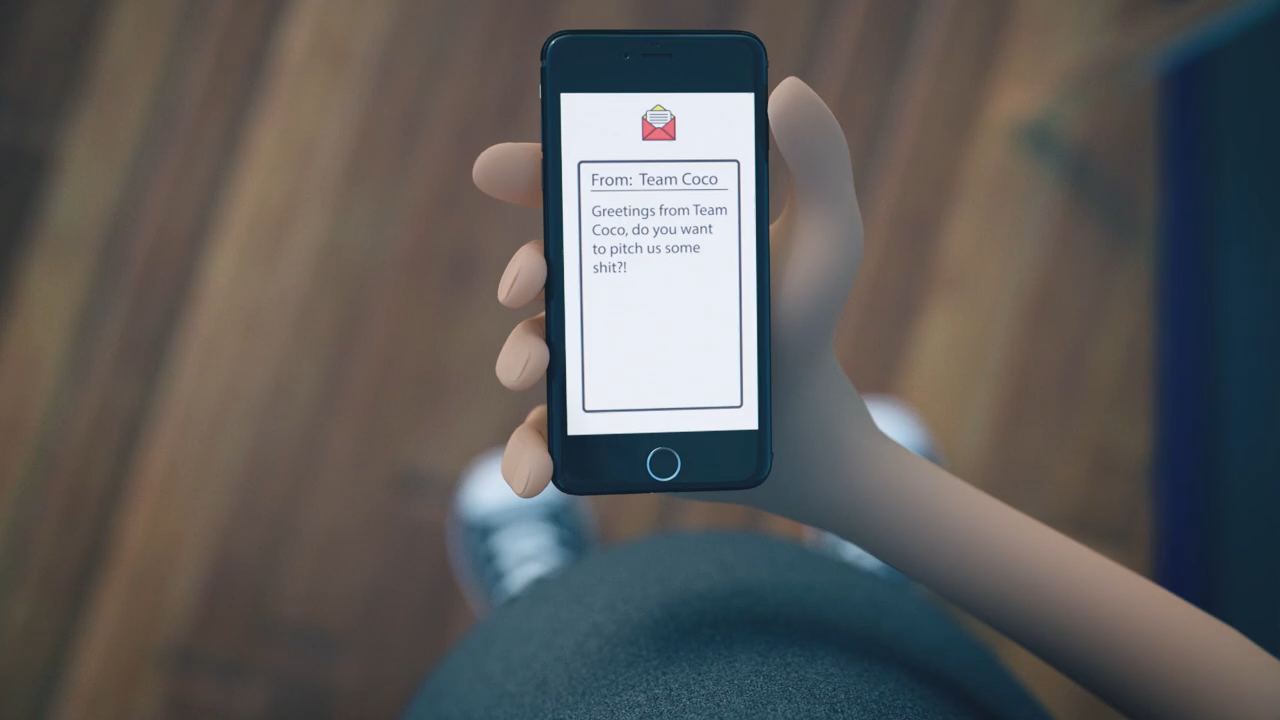 From: Team Coco
Greetings from Team
Coco, do you want
to pitch us some
shit?!